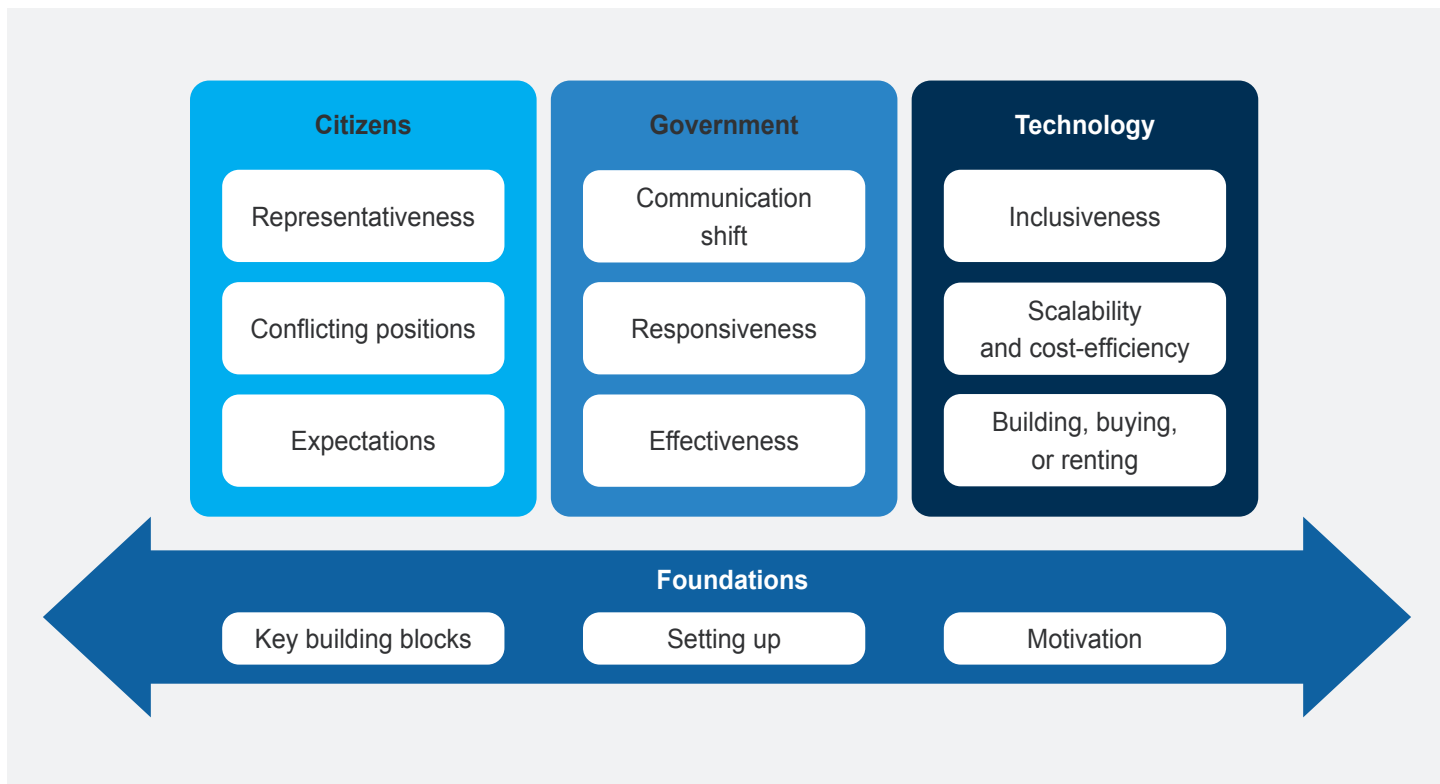 Citizens
Representativeness
Conflicting positions
Expectations
Government
Communication
shift
Responsiveness
Effectiveness
Technology
Inclusiveness
Scalability
and cost-efficiency
Building, buying,
or renting
Foundations
Key building blocks
Setting up
Motivation